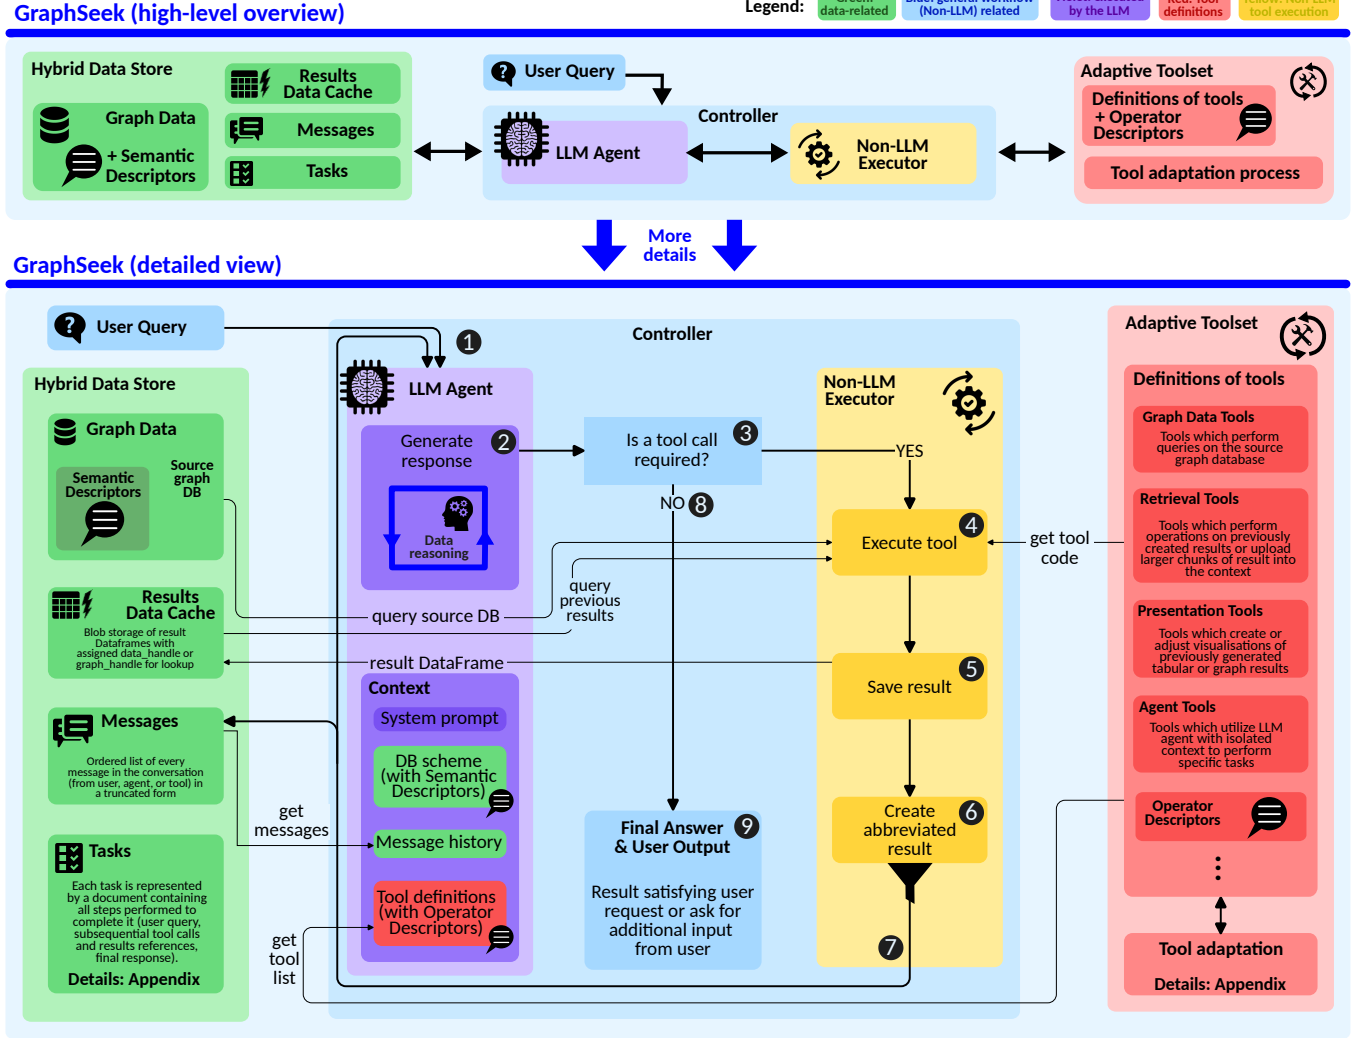 GraphSeek (high-level overview)
Legend:
data-related
(Non-LLM) related
by the LLM
definitions
tool execution
Hybrid Data Store
Graph Data
+ Semantic
Descriptors
Results
Data Cache
Messages
Tasks
User Query
Controller
LLM Agent
Non-LLM
Executor
Adaptive Toolset
Definitions of tools
+ Operator
Descriptors
Tool adaptation process
More
details
GraphSeek (detailed view)
User Query
1
Hybrid Data Store
Graph Data
Semantic
Descriptors
Source
graph
DB
Results
Data Cache
Blob storage of result
Dataframes with
assigned data_handle or
graph_handle for lookup
Messages
Ordered list of every
message in the conversation
(from user, agent, or tool) in
a truncated form
Tasks
Each task is represented
by a document containing
all steps performed to
complete it (user query,
subsequential tool calls
and results references,
final response).
Details: Appendix
get
messages
get
tool
list
Controller
LLM Agent
Generate
response
2
Data
reasoning
query source DB
query
previous
results
result DataFrame
Context
System prompt
DB scheme
(with Semantic
Descriptors)
Message history
Tool definitions
(with Operator
Descriptors)
Is a tool call
required?
3
YES
NO
8
Final Answer
& User Output
9
Result satisfying user
request or ask for
additional input
from user
Non-LLM
Executor
Execute tool
4
Save result
5
Create
abbreviated
result
6
7
get tool
code
Adaptive Toolset
Definitions of tools
Graph Data Tools
Tools which perform
queries on the source
graph database
Retrieval Tools
Tools which perform
operations on previously
created results or upload
larger chunks of result into
the context
Presentation Tools
Tools which create or
adjust visualisations of
previously generated
tabular or graph results
Agent Tools
Tools which utilize LLM
agent with isolated
context to perform
specific tasks
Operator
Descriptors
Tool adaptation
Details: Appendix